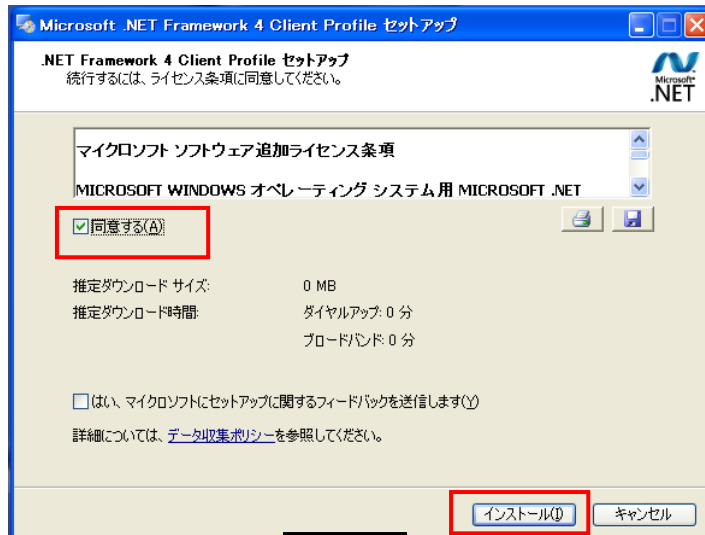 Microsoft .NET Framework 4 Client Profile セットアップ
.NET Framework 4 Client Profile セットアップ
続行するには、ライセンス条項に同意してください。
Microsoft
.NET
マイクロソフト ソフトウェア追加ライセンス条項
MICROSOFT WINDOWS オペレーティング システム用 MICROSOFT .NET
同意する(A)
推定ダウンロード サイズ: 0 MB
推定ダウンロード時間: ダイヤルアップ: 0 分
ブロードバンド: 0 分
はい、マイクロソフトにセットアップに関するフィードバックを送信します(Y)
詳細については、データ収集ポリシーを参照してください。
インストール(I) キャンセル